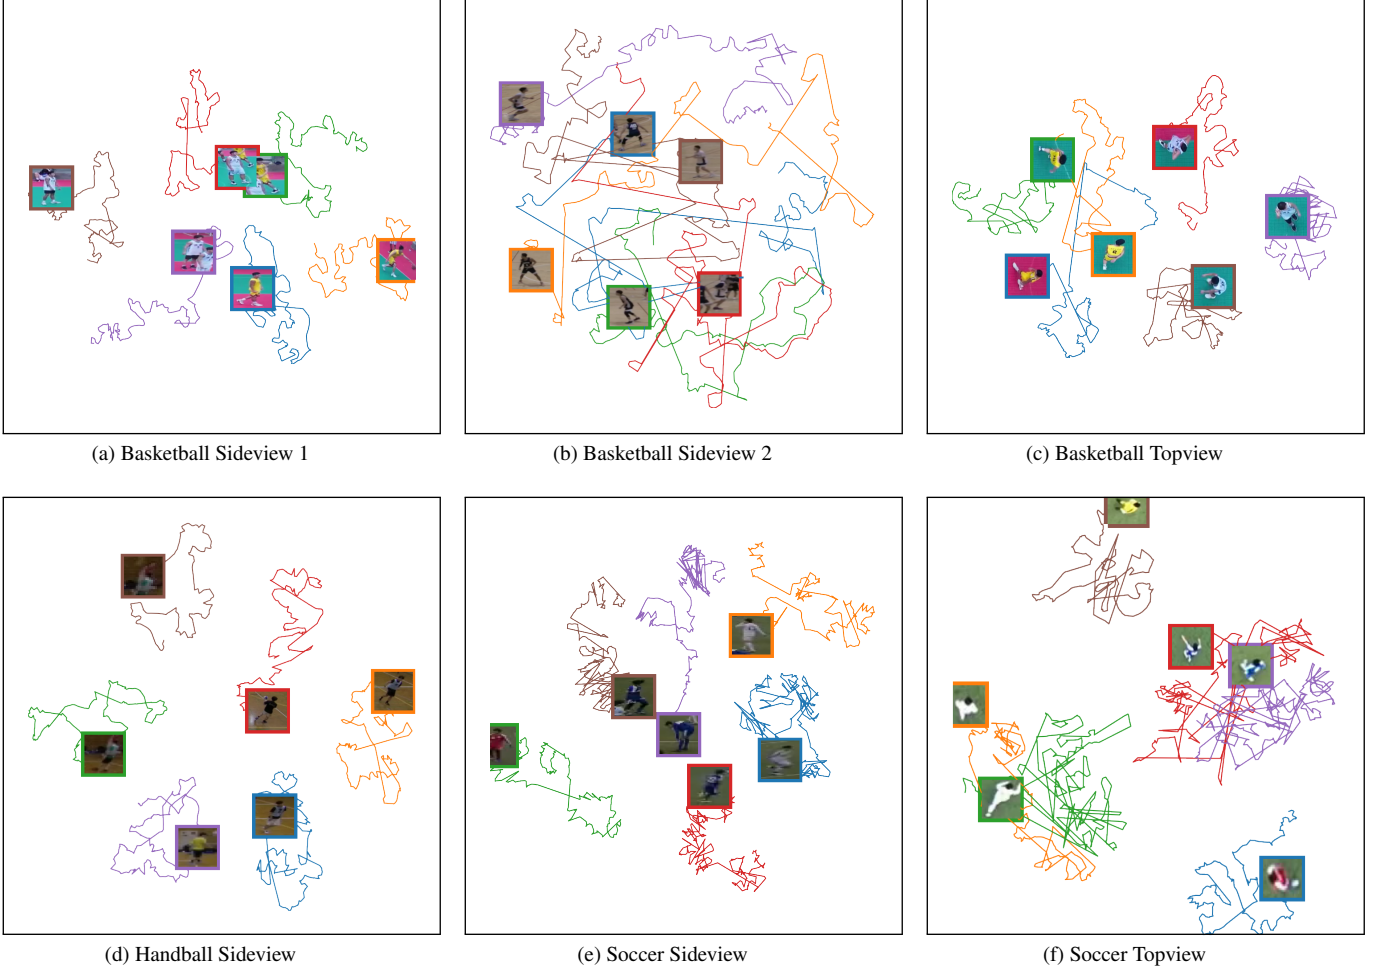 (a) Basketball Sideview 1
(b) Basketball Sideview 2
(c) Basketball Topview
(d) Handball Sideview
(e) Soccer Sideview
(f) Soccer Topview